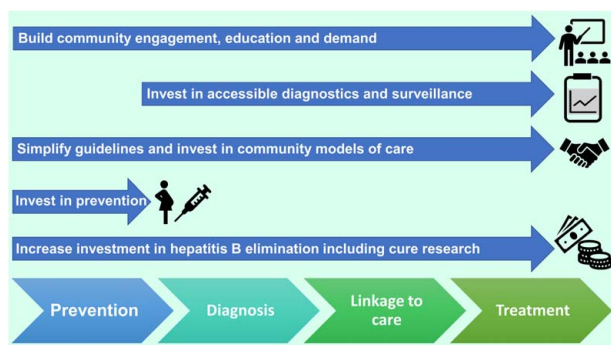 Build community engagement, education and demand
Invest in accessible diagnostics and surveillance
Simplify guidelines and invest in community models of care
Invest in prevention
Increase investment in hepatitis B elimination including cure research
Prevention
Diagnosis
Linkage to
care
Treatment